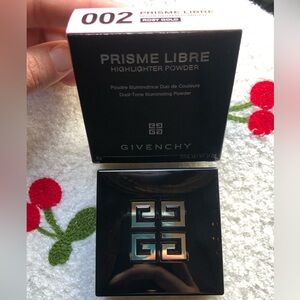 002 PRISME LIBRE
ROSY GOLD
PRISME LIBRE
HIGHLIGHTER POWDER
Poudre Illuminatrice Duo de Couleurs
Dual-Tone Illuminating Powder
GIVENCHY